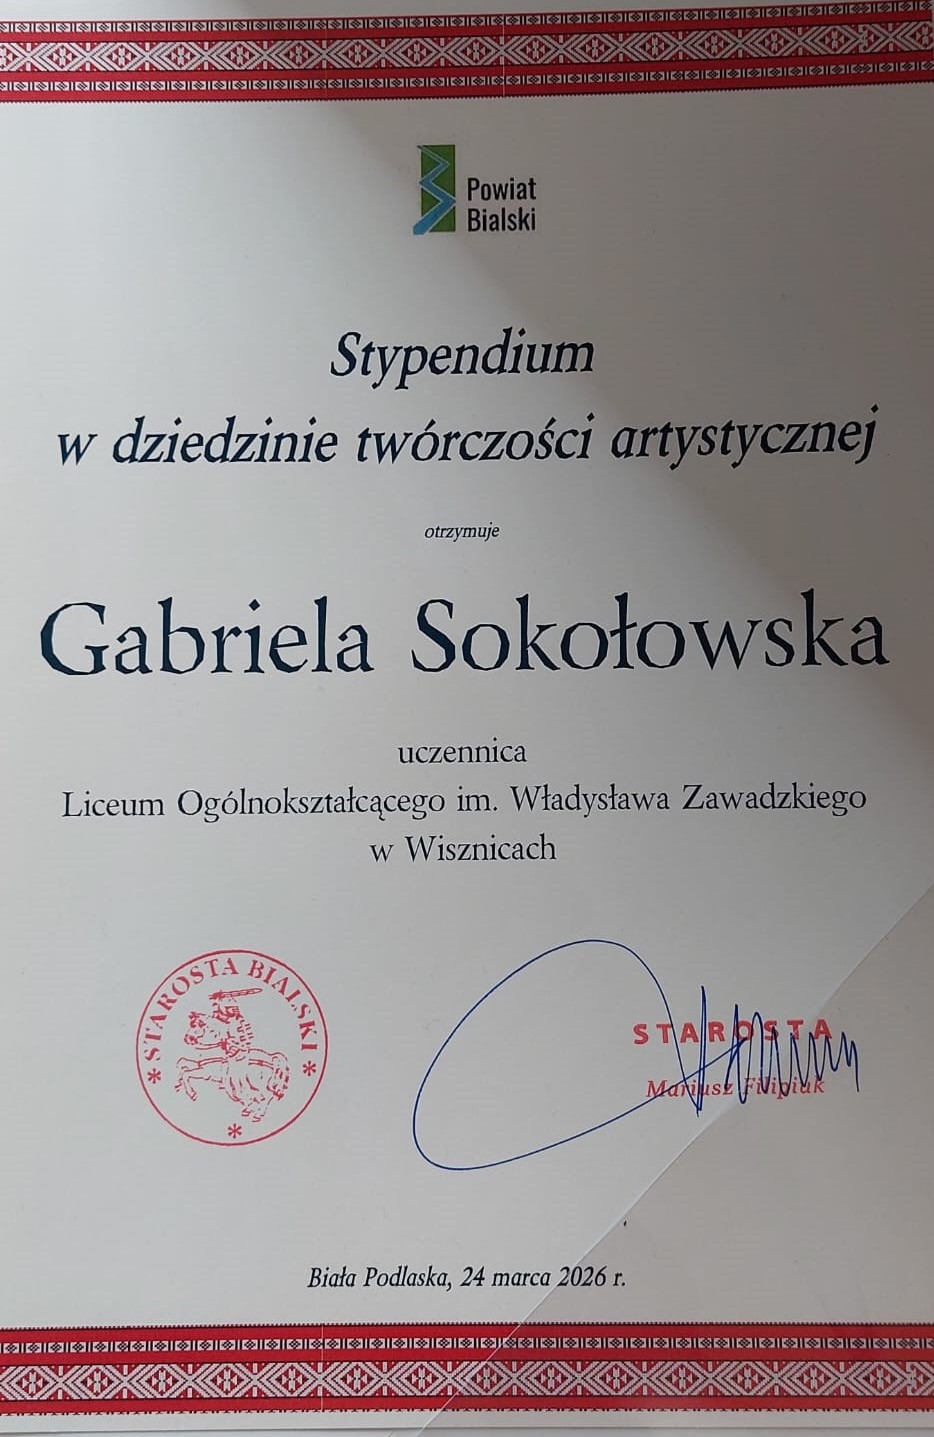 Powiat
Bialski
Stypendium
w dziedzinie twórczości artystycznej
otrzymuje
Gabriela Sokołowska
uczennica
Liceum Ogólnokształcącego im. Władysława Zawadzkiego
w Wisznicach
* STAROSTA BIALSKI * *
STAROSTA
Mariusz Filipiuk
Biała Podlaska, 24 marca 2026 r.